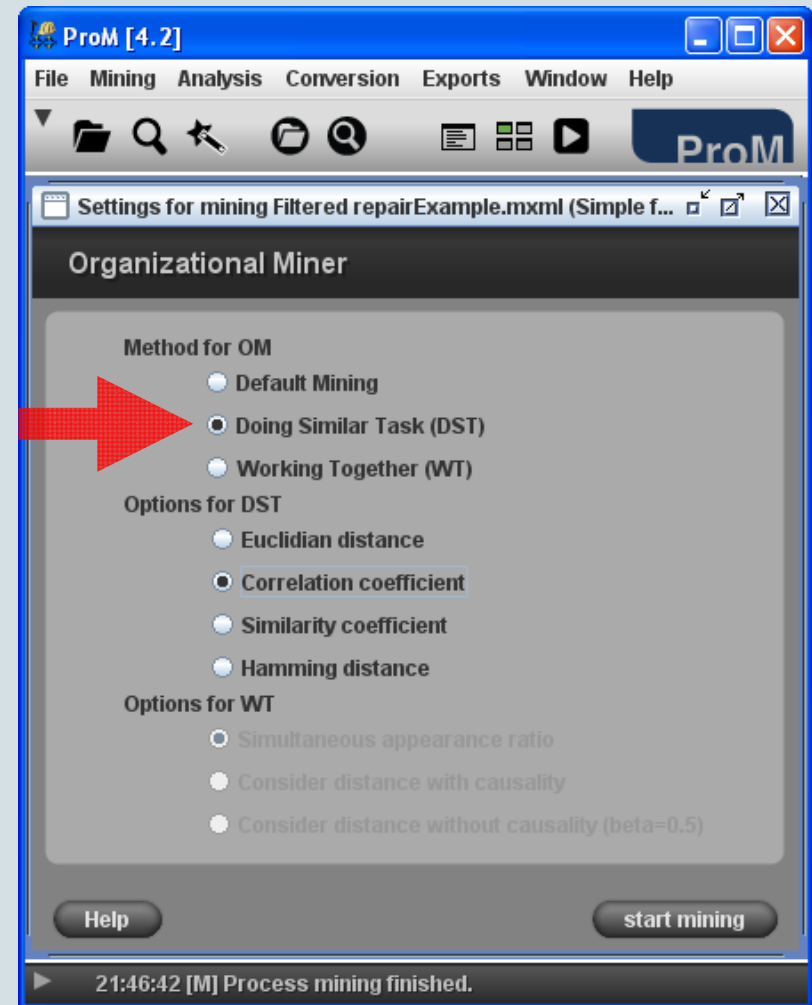 ProM [4.2]
File Mining Analysis Conversion Exports Window Help
ProM
Settings for mining Filtered repairExample.mxml (Simple f...
Organizational Miner
Method for OM
Default Mining
Doing Similar Task (DST)
Working Together (WT)
Options for DST
Euclidian distance
Correlation coefficient
Similarity coefficient
Hamming distance
Options for WT
Simultaneous appearance ratio
Consider distance with causality
Consider distance without causality (beta=0.5)
Help start mining
21:46:42 [M] Process mining finished.